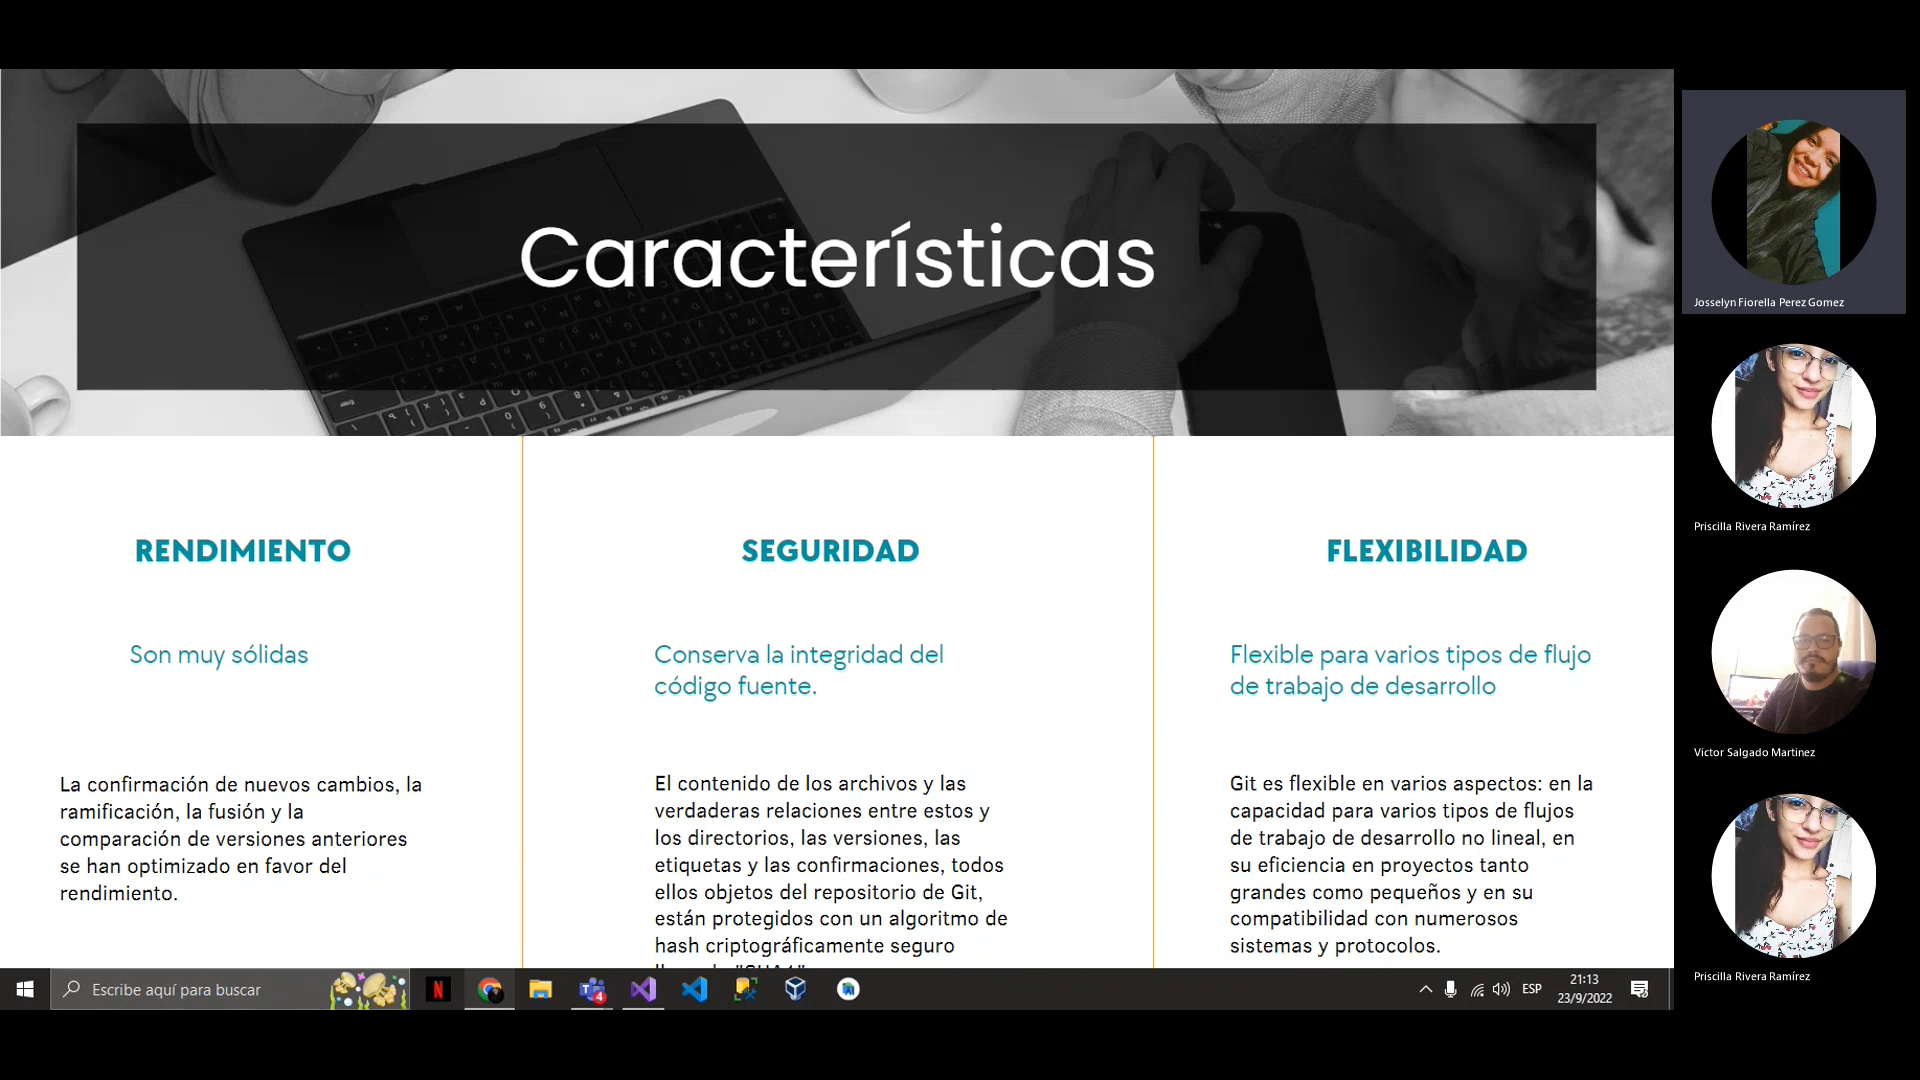 Características
RENDIMIENTO
Son muy sólidas
La confirmación de nuevos cambios, la
ramificación, la fusión y la
comparación de versiones anteriores
se han optimizado en favor del
rendimiento.
SEGURIDAD
Conserva la integridad del
código fuente.
El contenido de los archivos y las
verdaderas relaciones entre estos y
los directorios, las versiones, las
etiquetas y las confirmaciones, todos
ellos objetos del repositorio de Git,
están protegidos con un algoritmo de
hash criptográficamente seguro
FLEXIBILIDAD
Flexible para varios tipos de flujo
de trabajo de desarrollo
Git es flexible en varios aspectos: en la
capacidad para varios tipos de flujos
de trabajo de desarrollo no lineal, en
su eficiencia en proyectos tanto
grandes como pequeños y en su
compatibilidad con numerosos
sistemas y protocolos.
Josselyn Fiorella Perez Gomez
Priscilla Rivera Ramírez
Victor Salgado Martinez
Priscilla Rivera Ramírez
Escribe aquí para buscar
4
ESP
21:13
23/9/2022